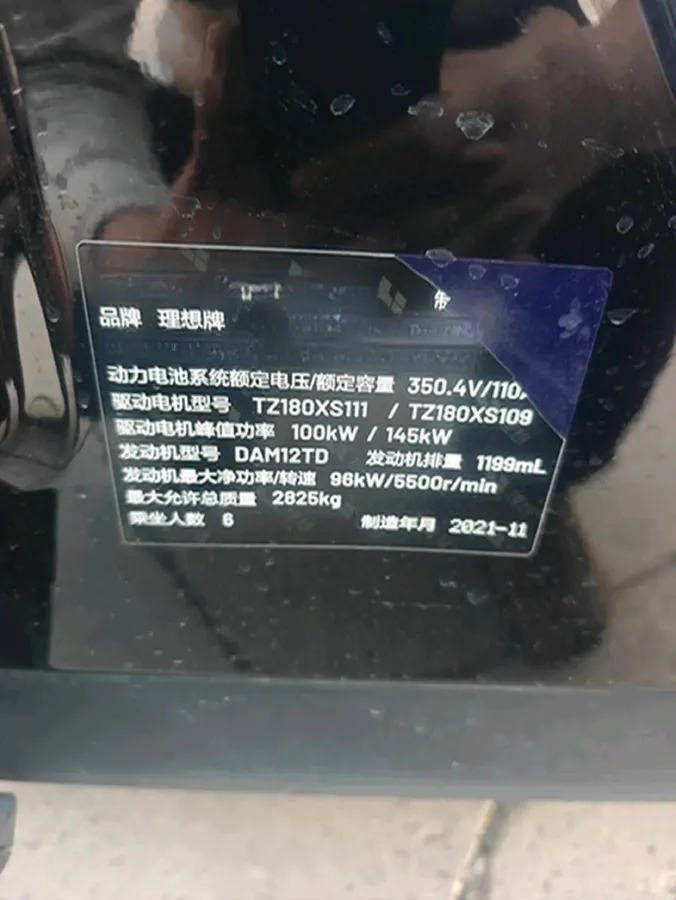 品牌 理想牌
动力电池系统额定电压/额定容量 350.4V/110
驱动电机型号 TZ180XS111 / TZ180XS109
驱动电机峰值功率 100kW / 145kW
发动机型号 DAM12TD 发动机排量 1199mL
发动机最大净功率/转速 96kW/5500r/min
最大允许总质量 2825kg
乘坐人数 6 制造年月 2021-11